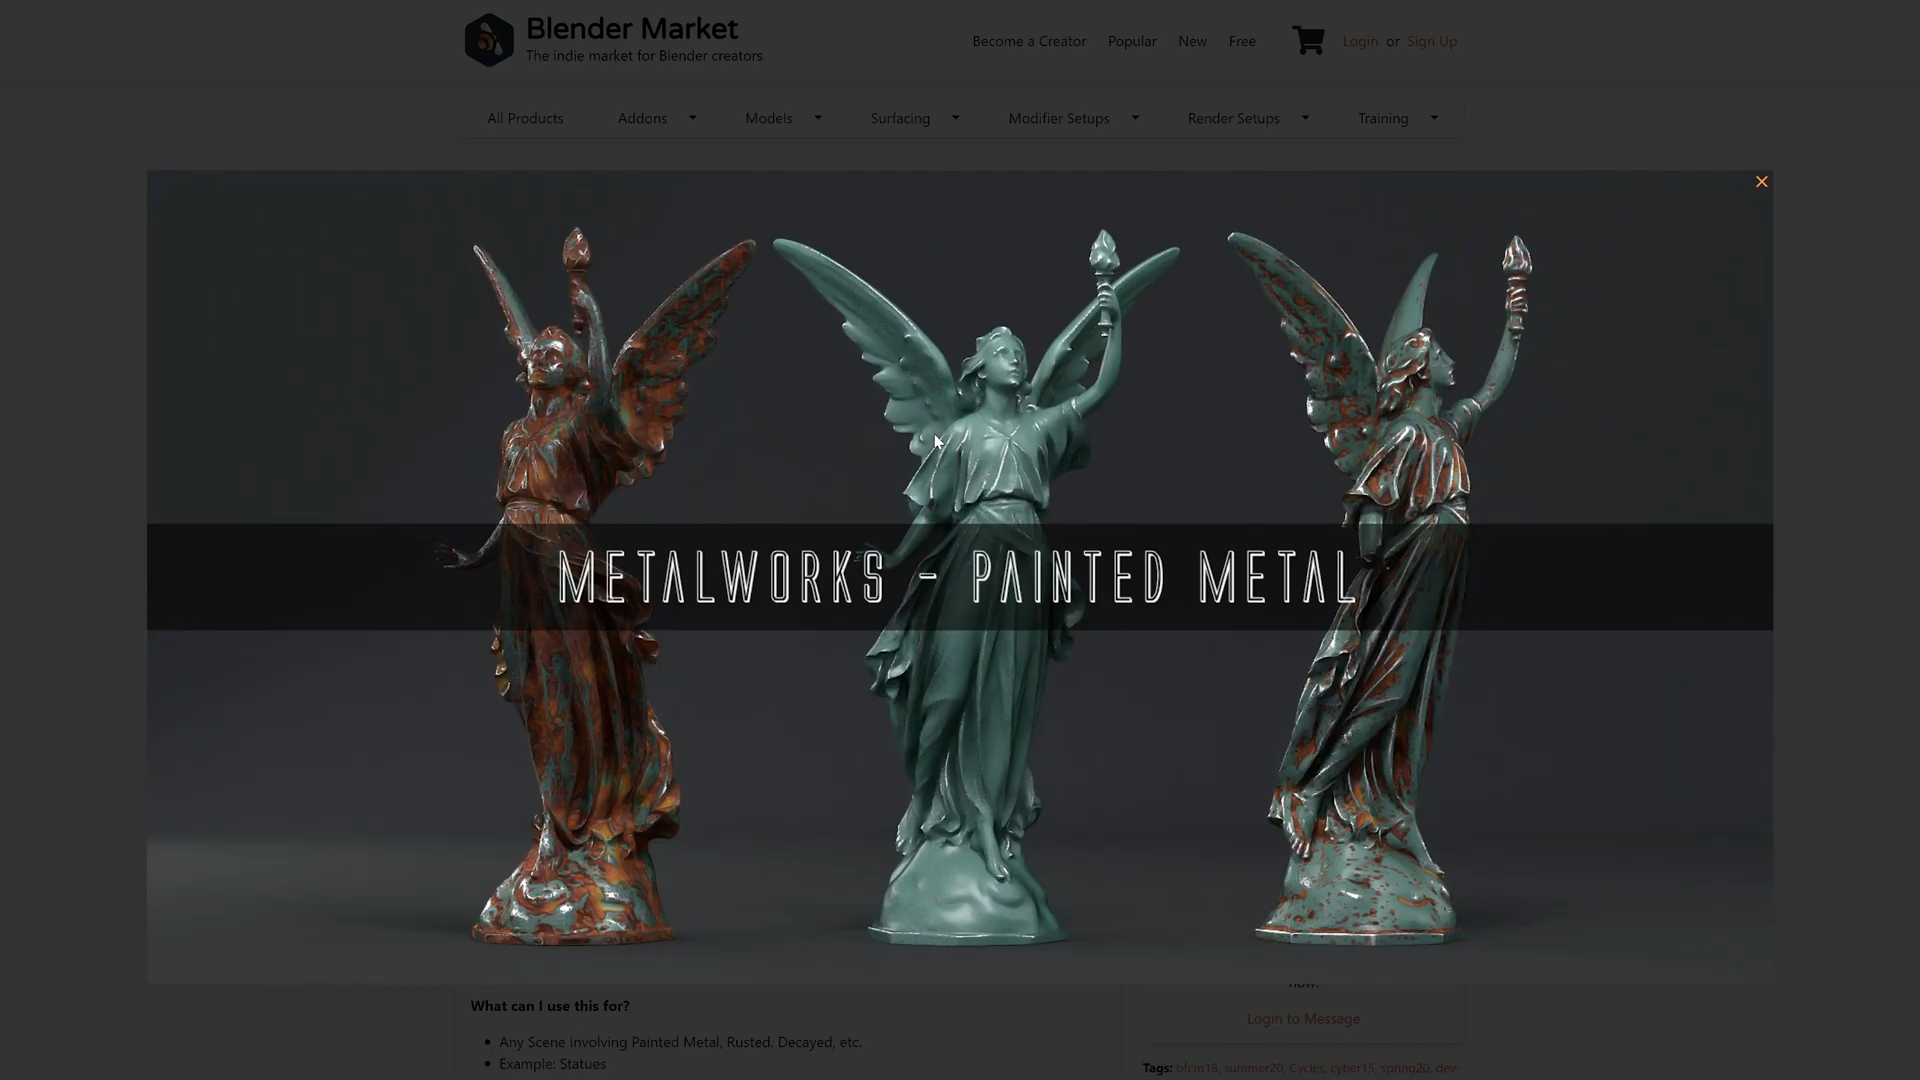 Blender Market
The indie market for Blender creators
Become a Creator Popular New Free Login or Sign Up
All Products Addons Models Surfacing Modifier Setups Render Setups Training
METALWORKS - PAINTED METAL
now.
What can I use this for?
Login to Message
Any Scene Involving Painted Metal, Rusted, Decayed, etc.
Example: Statues
Tags: bfcm18, summer20, Cycles, cyber15, spring20, dev-